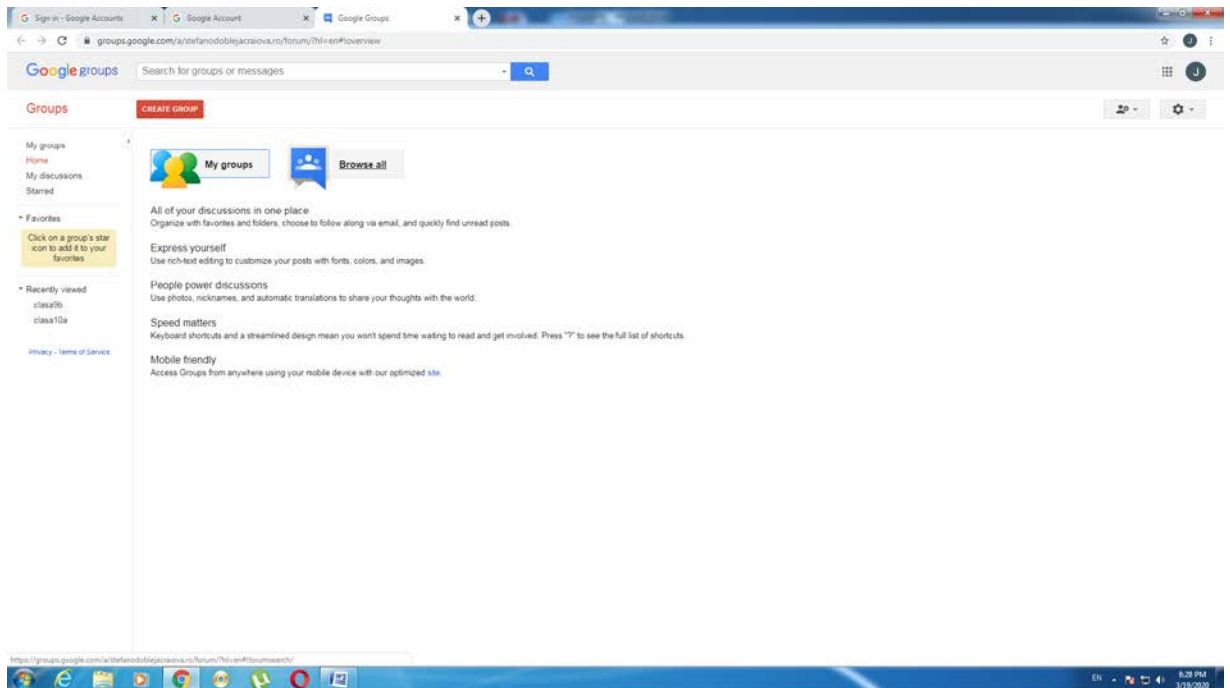 Sign in - Google Accounts
Google Account
Google Groups
groups.google.com/a/stefanodoblejacraiova.ro/forum/?hl=en#!overview
J
Google groups
Search for groups or messages
J
Groups
CREATE GROUP
My groups
Home
My discussions
Starred
Favorites
Click on a group's star
icon to add it to your
favorites
Recently viewed
clasa9b
clasa10a
Privacy - Terms of Service
My groups
Browse all
All of your discussions in one place
Organize with favorites and folders, choose to follow along via email, and quickly find unread posts.
Express yourself
Use rich-text editing to customize your posts with fonts, colors, and images.
People power discussions
Use photos, nicknames, and automatic translations to share your thoughts with the world.
Speed matters
Keyboard shortcuts and a streamlined design mean you won't spend time waiting to read and get involved. Press "?" to see the full list of shortcuts.
Mobile friendly
Access Groups from anywhere using your mobile device with our optimized site.
https://groups.google.com/a/stefanodoblejacraiova.ro/forum/?hl=en#!forumsearch/
EN
8:28 PM
3/19/2020